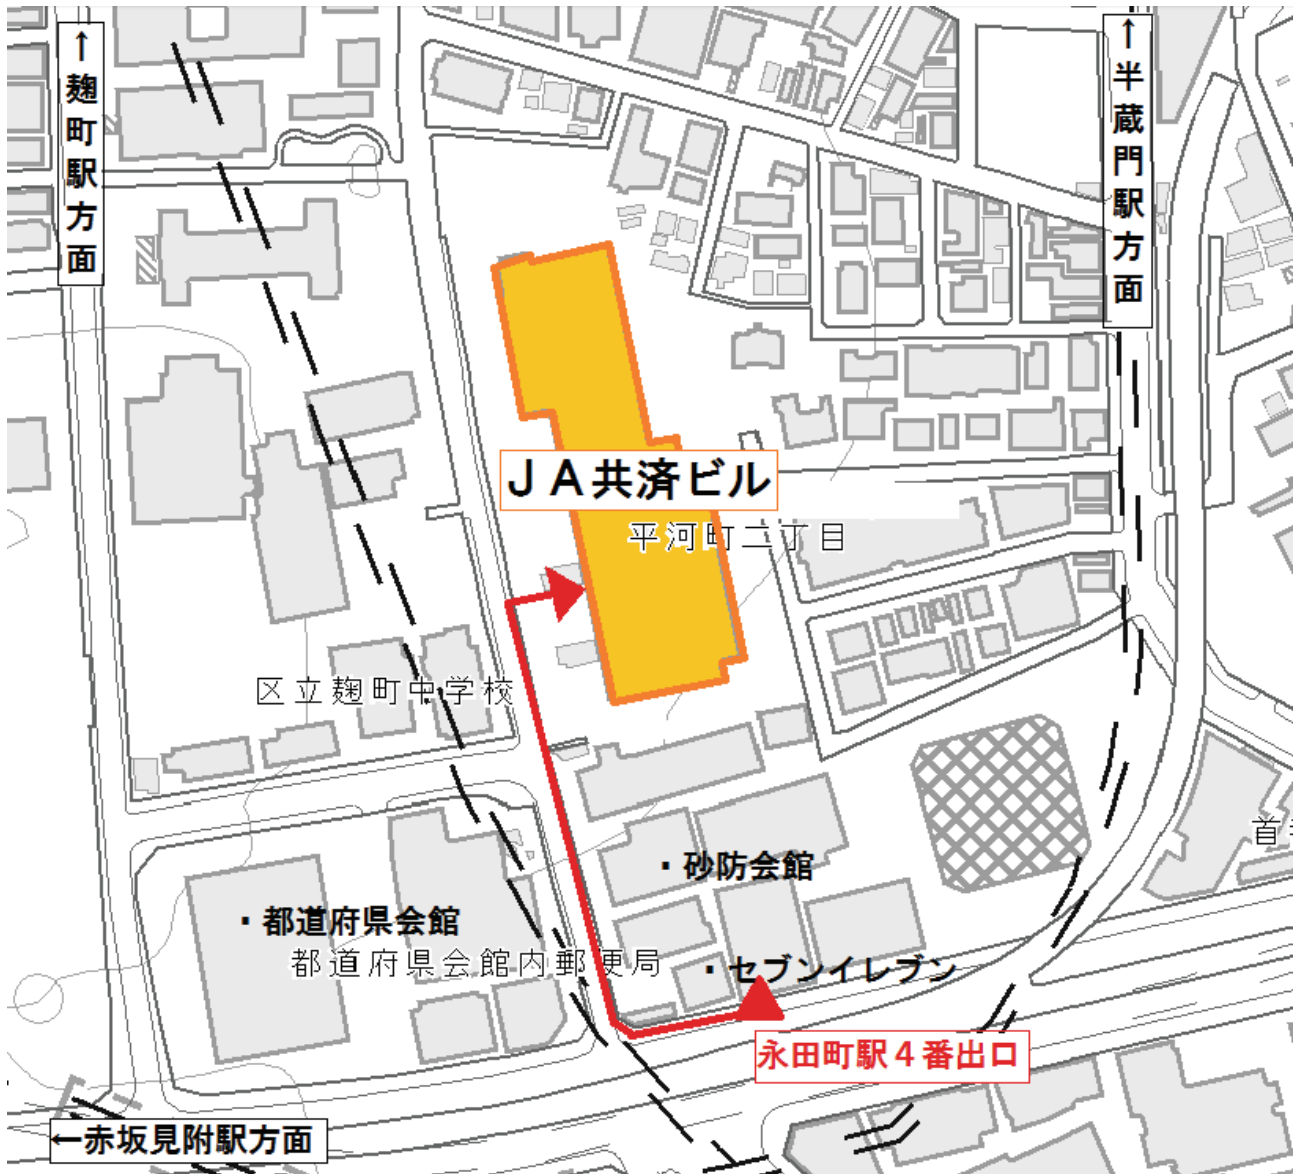 ↑麹町駅方面
↑半蔵門駅方面
ＪＡ共済ビル
平河町二丁目
区立麹町中学校
首
・砂防会館
・都道府県会館
都道府県会館内郵便局
・セブンイレブン
永田町駅４番出口
←赤坂見附駅方面